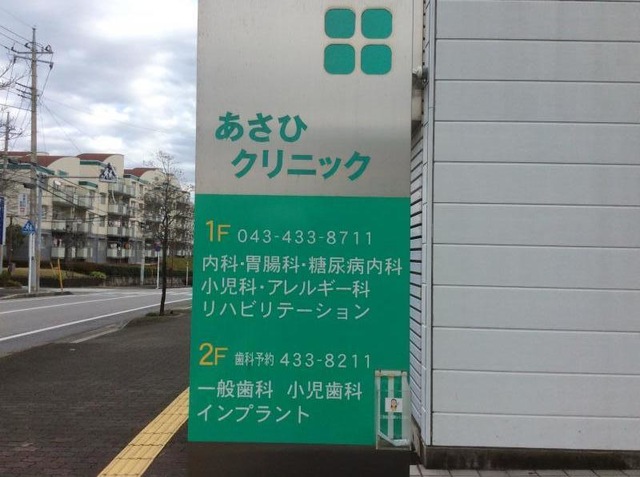 あさひ
クリニック
1F 043-433-8711
内科・胃腸科・糖尿病内科
小児科・アレルギー科
リハビリテーション
2F 歯科予約 433-8211
一般歯科 小児歯科
インプラント